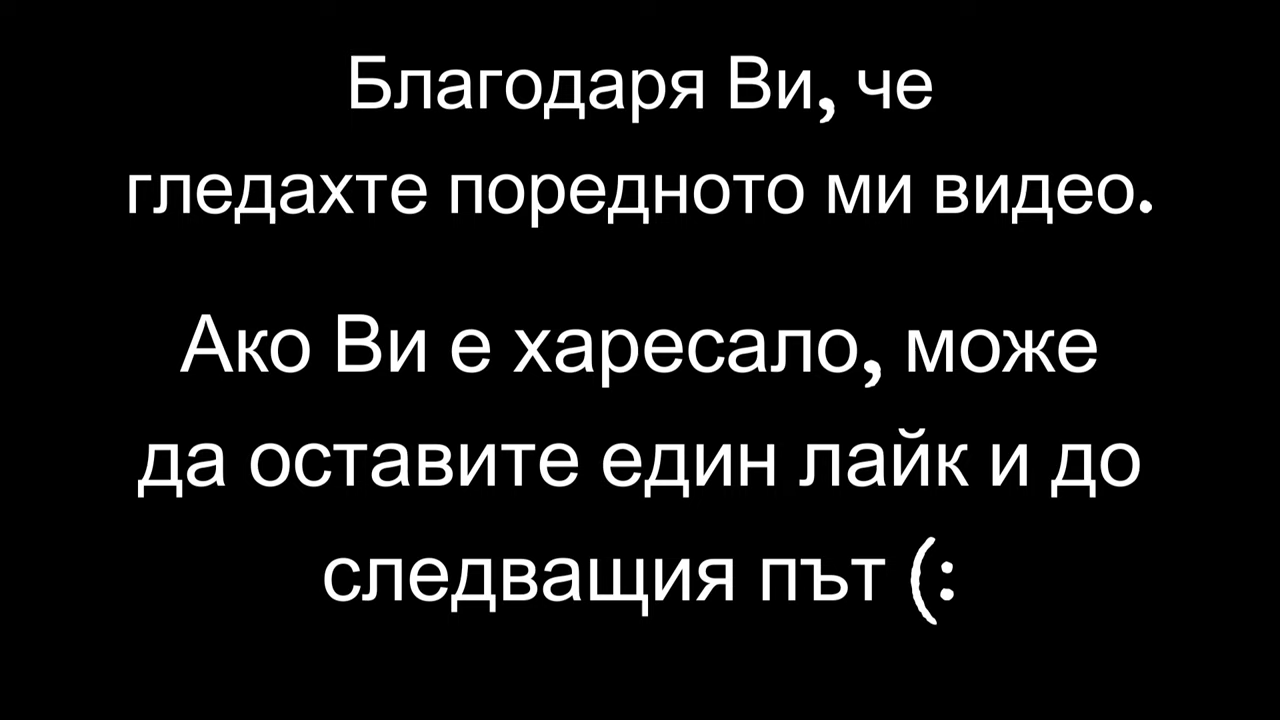 Благодаря Ви, че
гледахте поредното ми видео.
Ако Ви е харесало, може
да оставите един лайк и до
следващия път (: